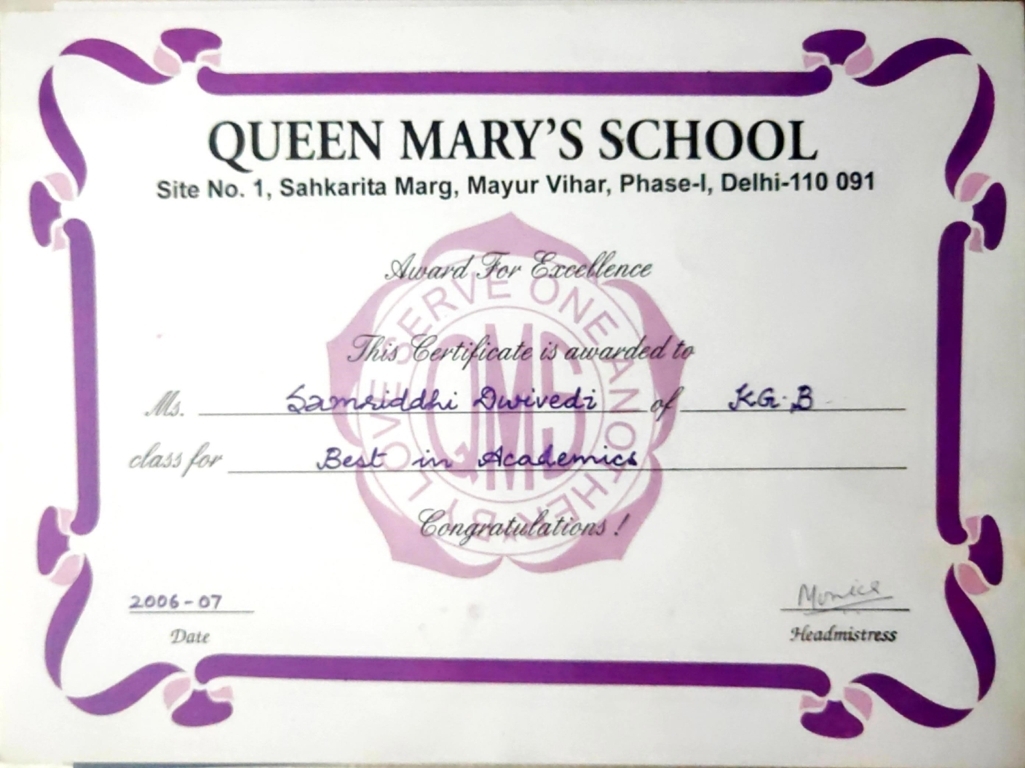 QUEEN MARY'S SCHOOL
Site No. 1, Sahkarita Marg, Mayur Vihar, Phase-I, Delhi-110 091
Award For Excellence
BY LOVE SERVE ONE ANOTHER
QMS
This Certificate is awarded to
Ms. Samriddhi Dwivedi of KG-B
class for Best in Academics
Congratulations !
2006-07 Monica
Date Headmistress